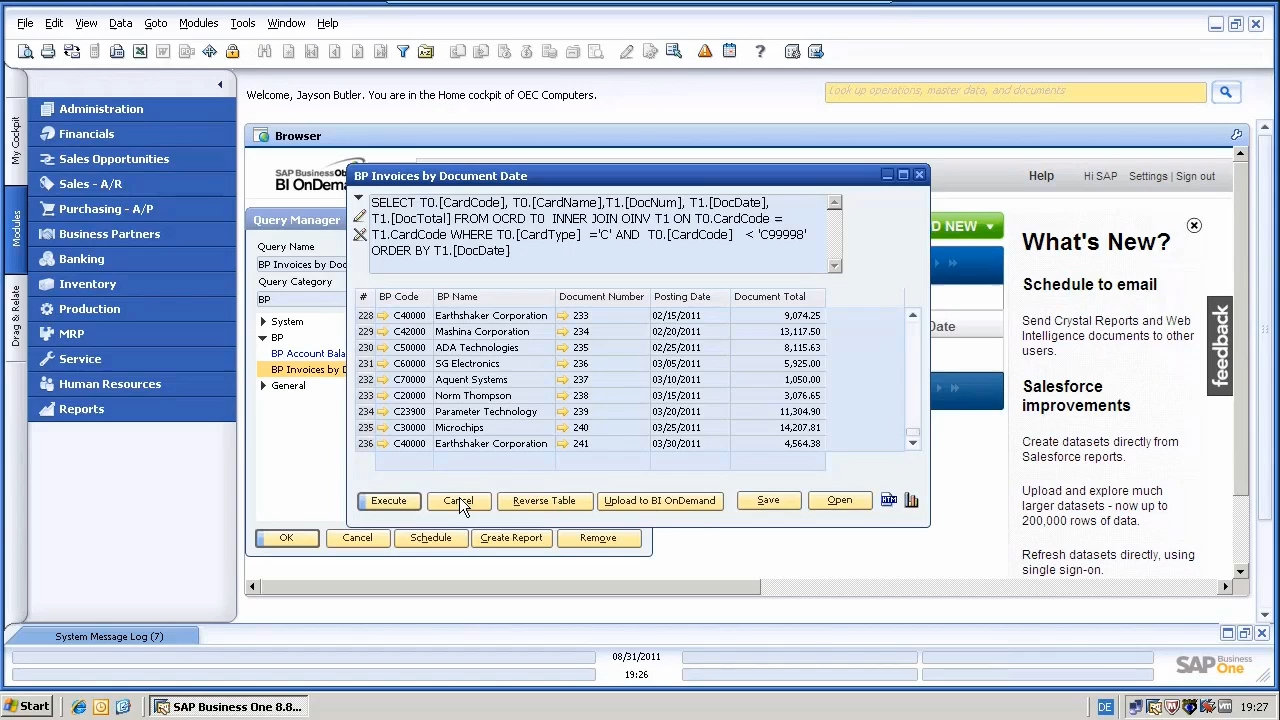 File Edit View Data Goto Modules Tools Window Help
Welcome, Jayson Butler. You are in the Home cockpit of OEC Computers.
Look up operations, master data, and documents
My Cockpit
Modules
Drag & Relate
Administration
Financials
Sales Opportunities
Sales - A/R
Purchasing - A/P
Business Partners
Banking
Inventory
Production
MRP
Service
Human Resources
Reports
Browser
SAP BusinessOb
BI OnDemand
Help Hi SAP Settings | Sign out
Query Manager
Query Name
BP Invoices by Doc
Query Category
BP
System
BP
BP Account Bala
BP Invoices by D
General
OK Cancel Schedule Create Report Remove
BP Invoices by Document Date
SELECT T0.[CardCode], T0.[CardName],T1.[DocNum], T1.[DocDate],
T1.[DocTotal] FROM OCRD T0 INNER JOIN OINV T1 ON T0.CardCode =
T1.CardCode WHERE T0.[CardType] ='C' AND T0.[CardCode] < 'C99998'
ORDER BY T1.[DocDate]
# BP Code BP Name Document Number Posting Date Document Total
228 C40000 Earthshaker Corporation 233 02/15/2011 9,074.25
229 C42000 Mashina Corporation 234 02/20/2011 13,117.50
230 C50000 ADA Technologies 235 02/25/2011 8,115.63
231 C60000 SG Electronics 236 03/05/2011 5,925.00
232 C70000 Aquent Systems 237 03/10/2011 1,050.00
233 C20000 Norm Thompson 238 03/15/2011 3,076.65
234 C23900 Parameter Technology 239 03/20/2011 11,304.90
235 C30000 Microchips 240 03/25/2011 14,207.81
236 C40000 Earthshaker Corporation 241 03/30/2011 4,564.38
Execute Cancel Reverse Table Upload to BI OnDemand Save Open
D NEW
Date
What's New?
Schedule to email
Send Crystal Reports and Web
Intelligence documents to other
users.
Salesforce
improvements
Create datasets directly from
Salesforce reports.
Upload and explore much
larger datasets - now up to
200,000 rows of data.
Refresh datasets directly, using
single sign-on.
feedback
System Message Log (7)
08/31/2011
19:26
SAP Business One
Start SAP Business One 8.8... DE 19:27